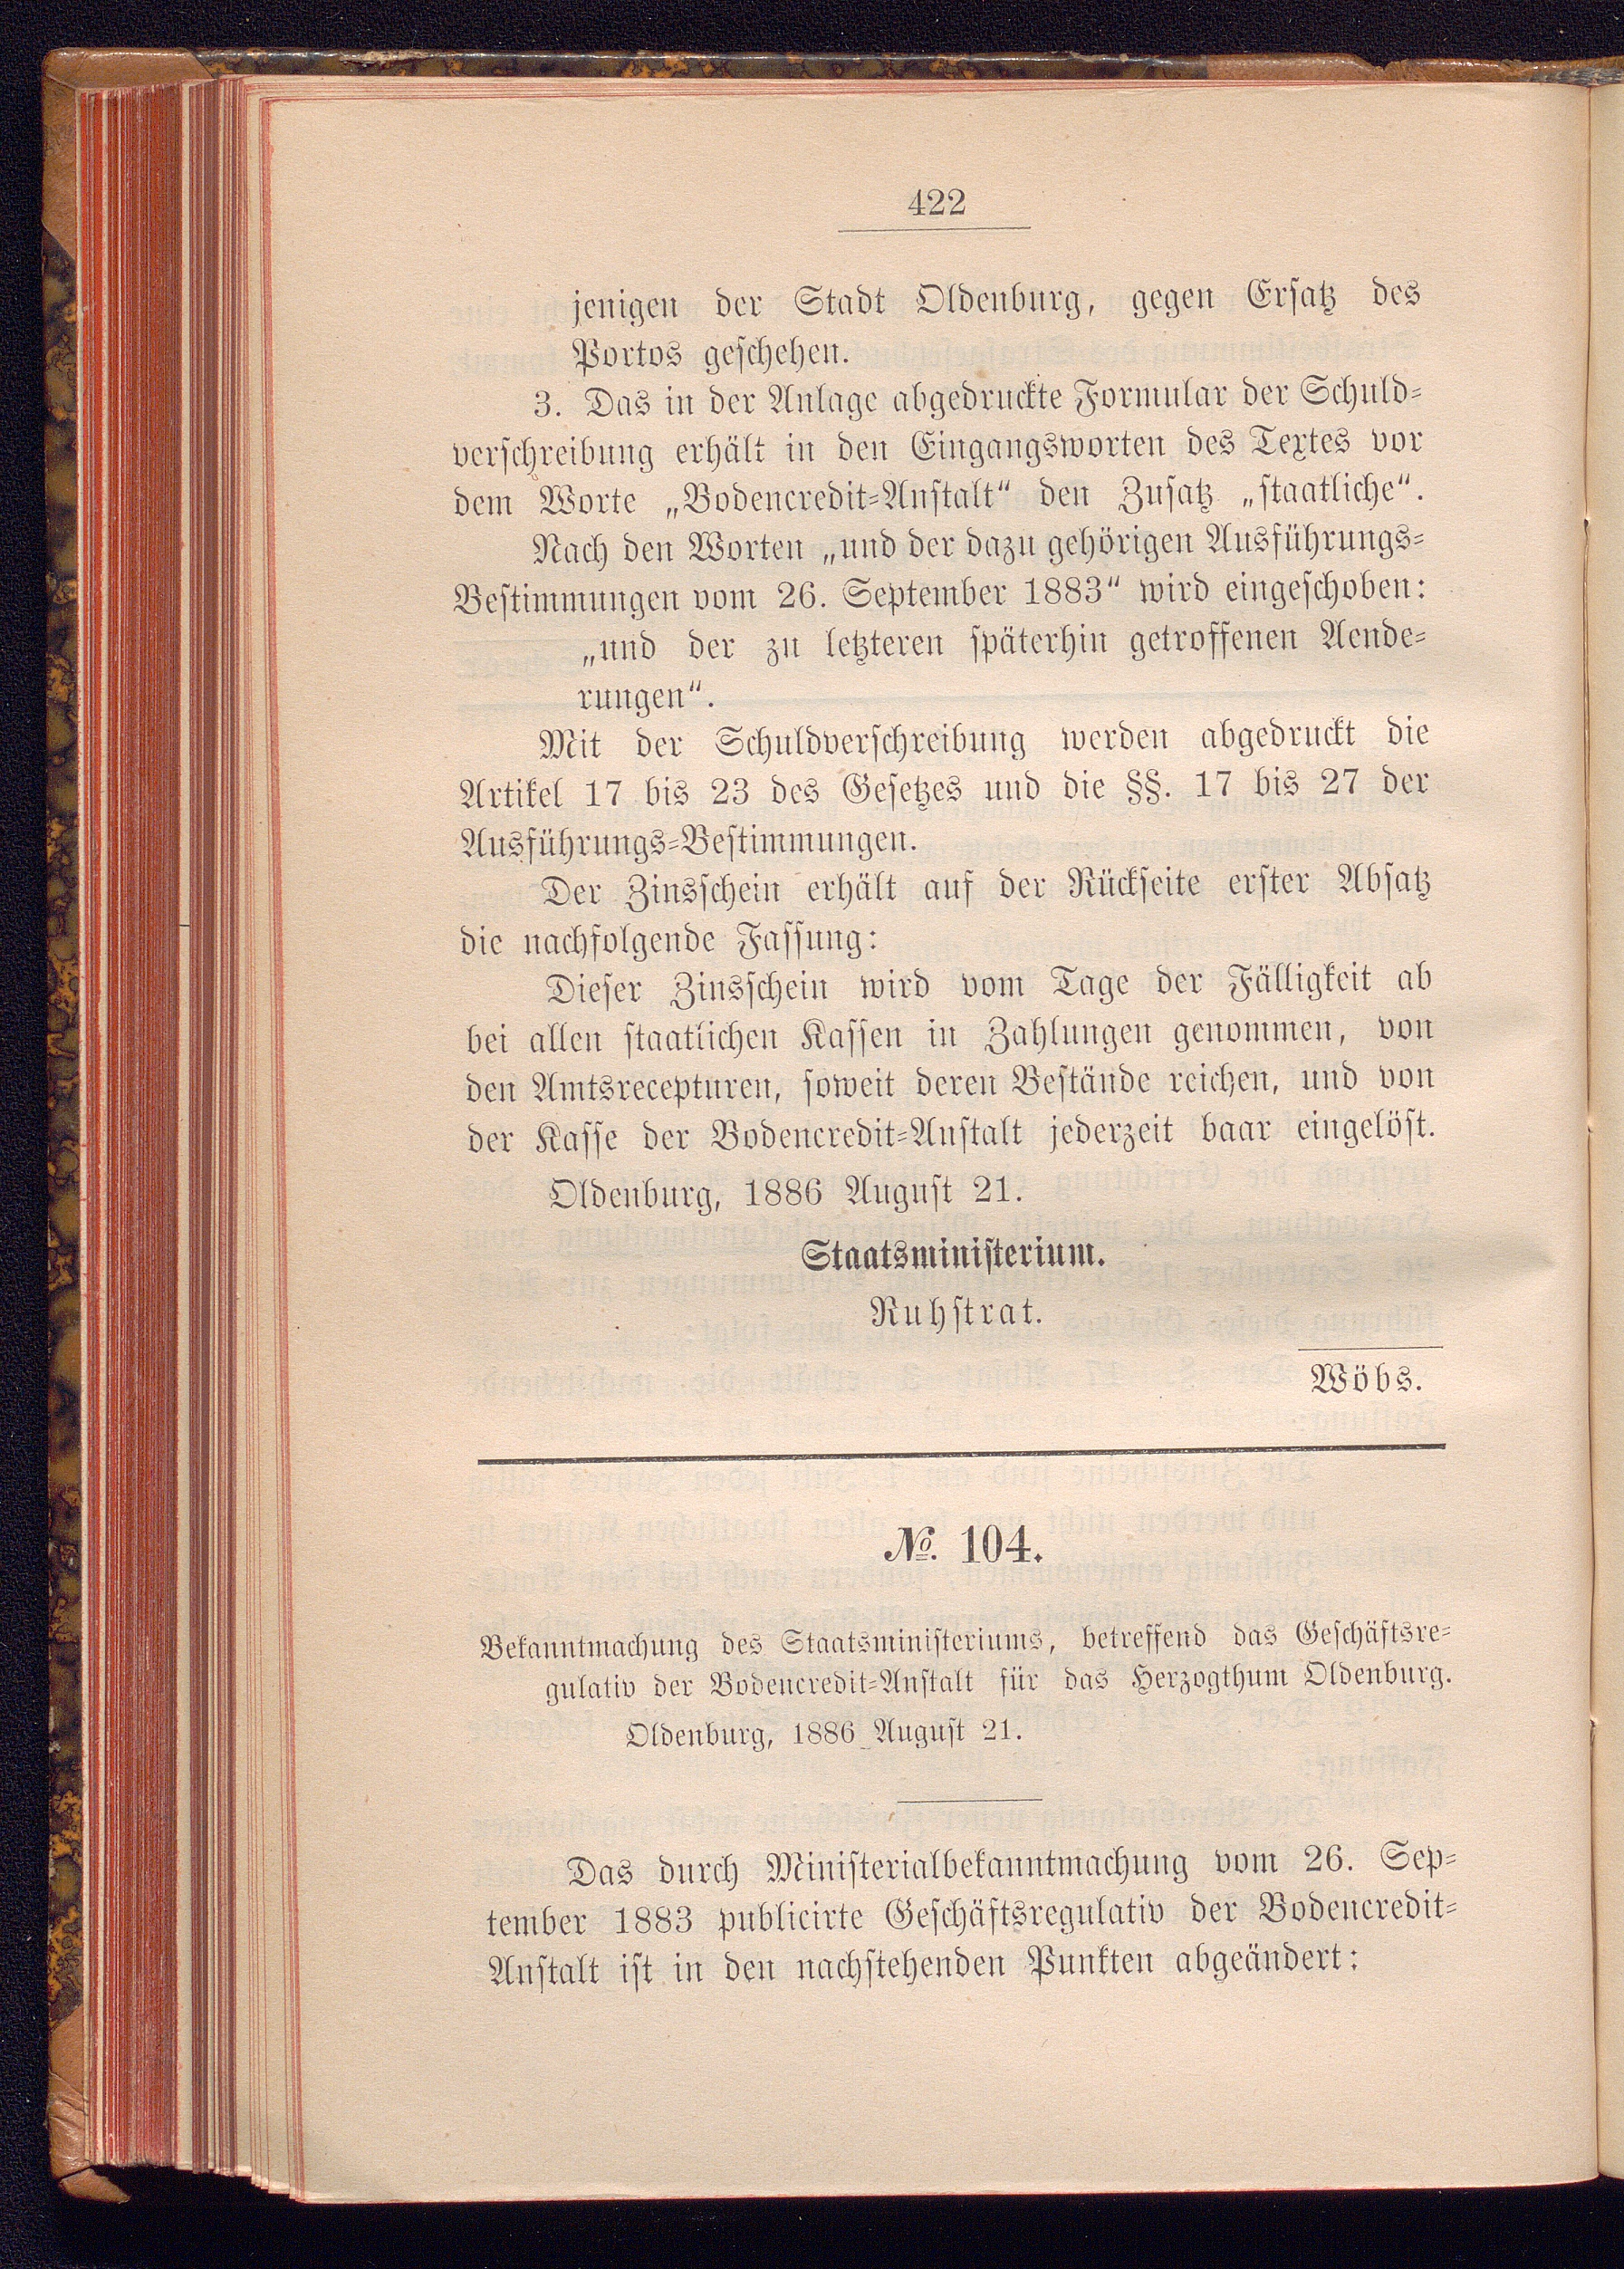 422
jenigen der Stadt Oldenburg, gegen Ersatz des
Portos geschehen.
3. Das in der Anlage abgedruckte Formular der Schuld=
verschreibung erhält in den Eingangsworten des Textes vor
dem Worte „Bodencredit=Anstalt“ den Zusatz „staatliche“.
Nach den Worten „und der dazu gehörigen Ausführungs=
Bestimmungen vom 26. September 1883“ wird eingeschoben:
„und der zu letzteren späterhin getroffenen Aende=
rungen“.
Mit der Schuldverschreibung werden abgedruckt die
Artikel 17 bis 23 des Gesetzes und die §§. 17 bis 27 der
Ausführungs=Bestimmungen.
Der Zinsschein erhält auf der Rückseite erster Absatz
die nachfolgende Fassung:
Dieser Zinsschein wird vom Tage der Fälligkeit ab
bei allen staatlichen Kassen in Zahlungen genommen, von
den Amtsrecepturen, soweit deren Bestände reichen, und von
der Kasse der Bodencredit=Anstalt jederzeit baar eingelöst.
Oldenburg, 1886 August 21.
Staatsministerium.
Ruhstrat.
Wöbs.
№. 104.
Bekanntmachung des Staatsministeriums, betreffend das Geschäftsre=
gulativ der Bodencredit=Anstalt für das Herzogthum Oldenburg.
Oldenburg, 1886 August 21.
Das durch Ministerialbekanntmachung vom 26. Sep=
tember 1883 publicirte Geschäftsregulativ der Bodencredit=
Anstalt ist in den nachstehenden Punkten abgeändert: